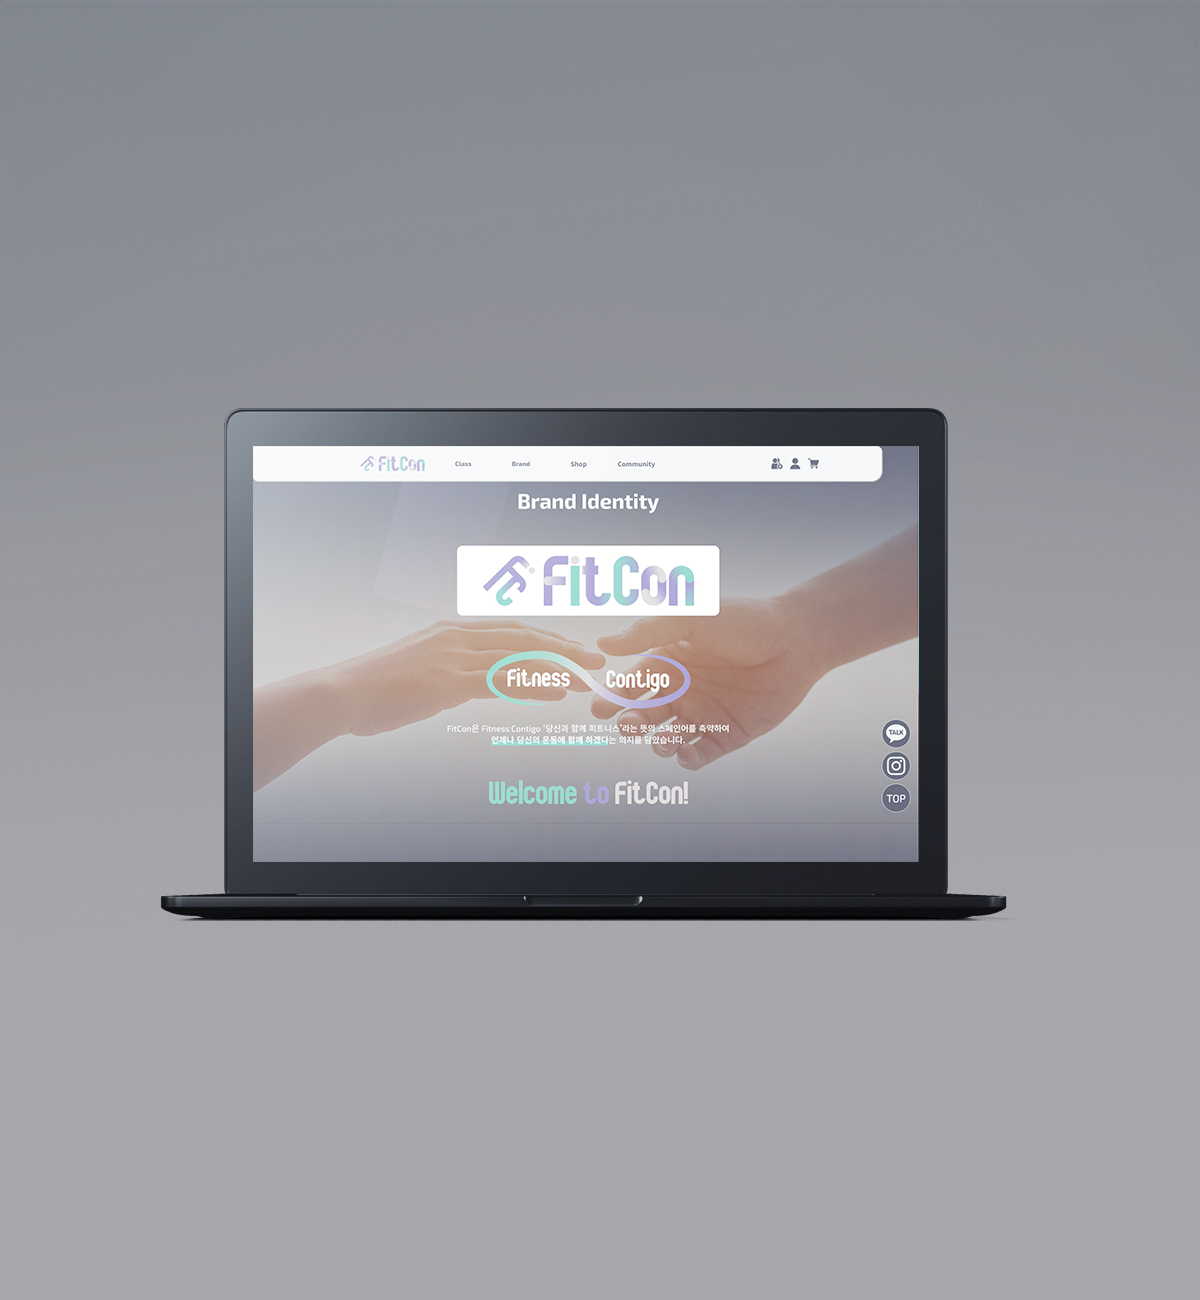 FitCon Class Brand Shop Community
Brand Identity
FitCon
Fitness Contigo
FitCon은 Fitness Contigo '당신과 함께 피트니스'라는 뜻의 스페인어를 축약하여
언제나 당신의 운동에 함께 하겠다는 의지를 담았습니다.
Welcome to FitCon!
TALK
TOP